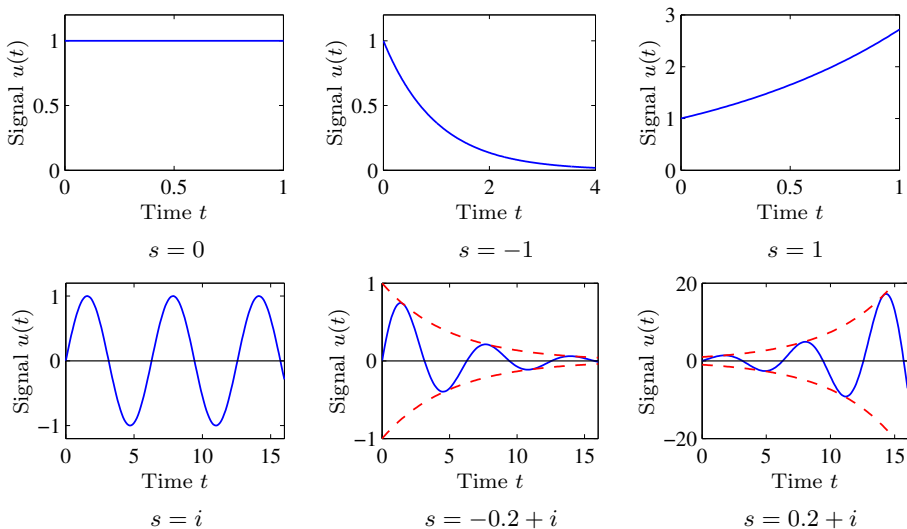 Signal u(t)
1
0.5
0
0
0.5
1
Time t
s = 0
Signal u(t)
1
0.5
0
0
2
4
Time t
s = −1
Signal u(t)
3
2
1
0
0
0.5
1
Time t
s = 1
Signal u(t)
1
0
−1
0
5
10
15
Time t
s = i
Signal u(t)
1
0
−1
0
5
10
15
Time t
s = −0.2 + i
Signal u(t)
20
0
−20
0
5
10
15
Time t
s = 0.2 + i